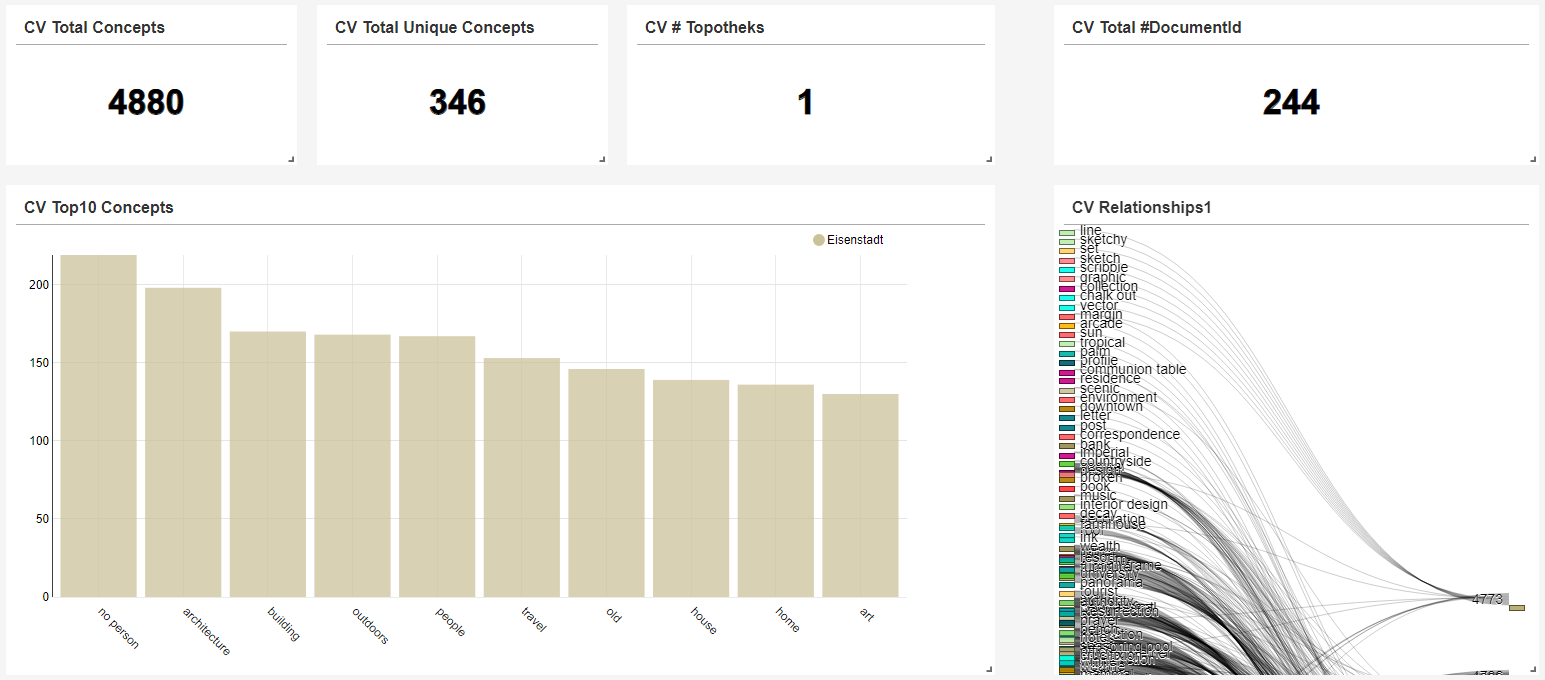 CV Total Concepts
4880
CV Total Unique Concepts
346
CV # Topotheks
1
CV Total #DocumentId
244
CV Top10 Concepts
Eisenstadt
200
150
100
50
0
no person
architecture
building
outdoors
people
travel
old
house
home
art
CV Relationships1
line
sketchy
set
sketch
scribble
graphic
collection
chalk out
vector
margin
arcade
sun
tropical
palm
profile
communion table
residence
scenic
environment
downtown
letter
post
correspondence
bank
imperial
countryside
broken
book
music
interior design
decay
farmhouse
ink
wealth
university
panorama
tourist
authority
Resurrection
prayer
4773